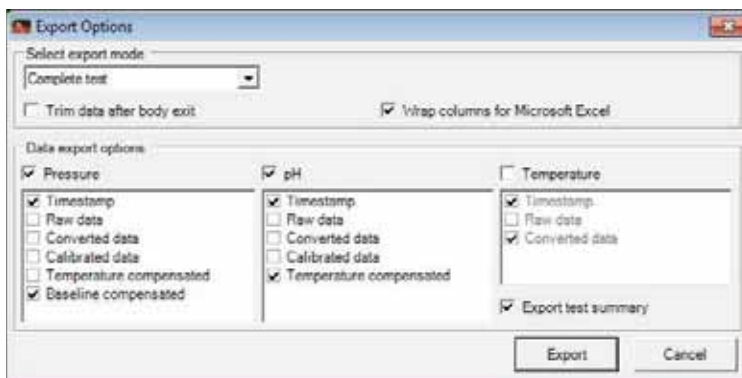 Export Options
Select export mode
Complete test
Trim data after body exit
Wrap columns for Microsoft Excel
Data export options
Pressure
Timestamp
Raw data
Converted data
Calibrated data
Temperature compensated
Baseline compensated
pH
Timestamp
Raw data
Converted data
Calibrated data
Temperature compensated
Temperature
Timestamp
Raw data
Converted data
Export test summary
Export
Cancel